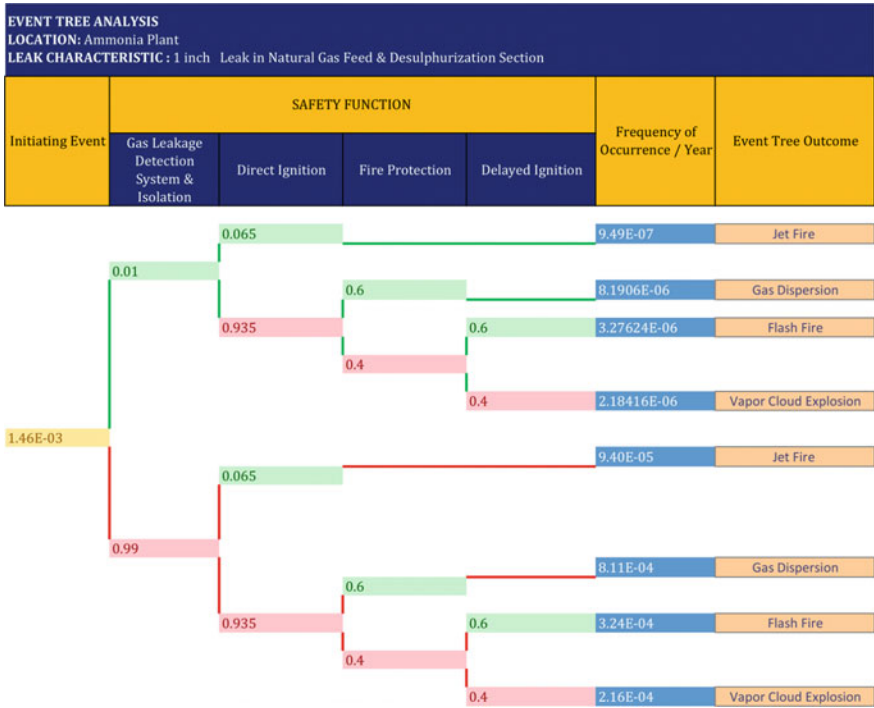 EVENT TREE ANALYSIS
LOCATION: Ammonia Plant
LEAK CHARACTERISTIC : 1 inch Leak in Natural Gas Feed & Desulphurization Section
Initiating Event
SAFETY FUNCTION
Gas Leakage
Detection
System &
Isolation
Direct Ignition
Fire Protection
Delayed Ignition
Frequency of
Occurrence / Year
Event Tree Outcome
0.065
9.49E-07
Jet Fire
0.01
0.6
8.1906E-06
Gas Dispersion
0.935
0.6
3.27624E-06
Flash Fire
0.4
0.4
2.18416E-06
Vapor Cloud Explosion
1.46E-03
0.065
9.40E-05
Jet Fire
0.99
0.6
8.11E-04
Gas Dispersion
0.935
0.6
3.24E-04
Flash Fire
0.4
0.4
2.16E-04
Vapor Cloud Explosion